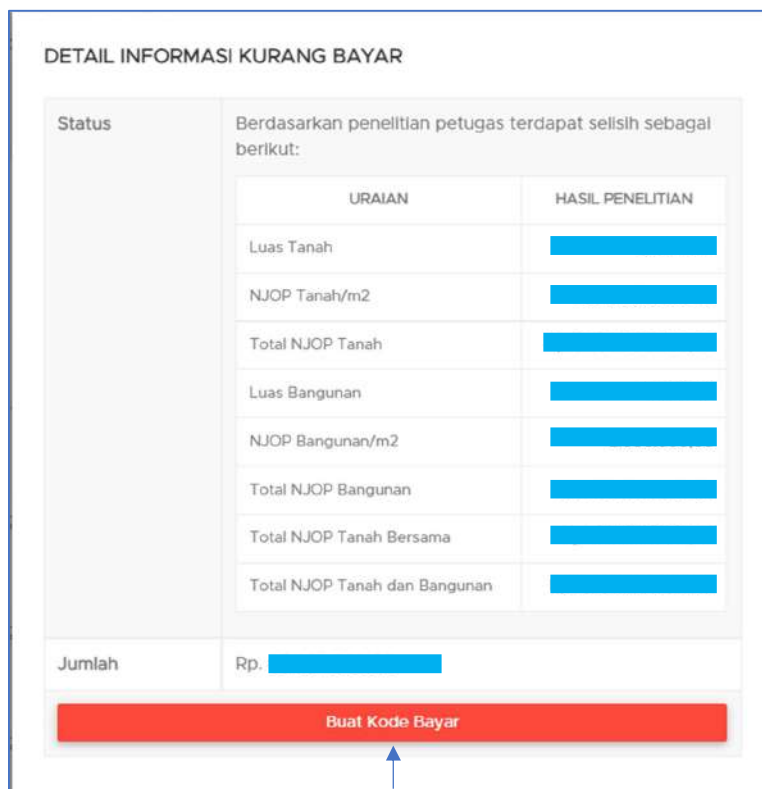 DETAIL INFORMASI KURANG BAYAR
Status
Berdasarkan penelitian petugas terdapat selisih sebagai
berikut:
URAIAN HASIL PENELITIAN
Luas Tanah
NJOP Tanah/m2
Total NJOP Tanah
Luas Bangunan
NJOP Bangunan/m2
Total NJOP Bangunan
Total NJOP Tanah Bersama
Total NJOP Tanah dan Bangunan
Jumlah Rp.
Buat Kode Bayar